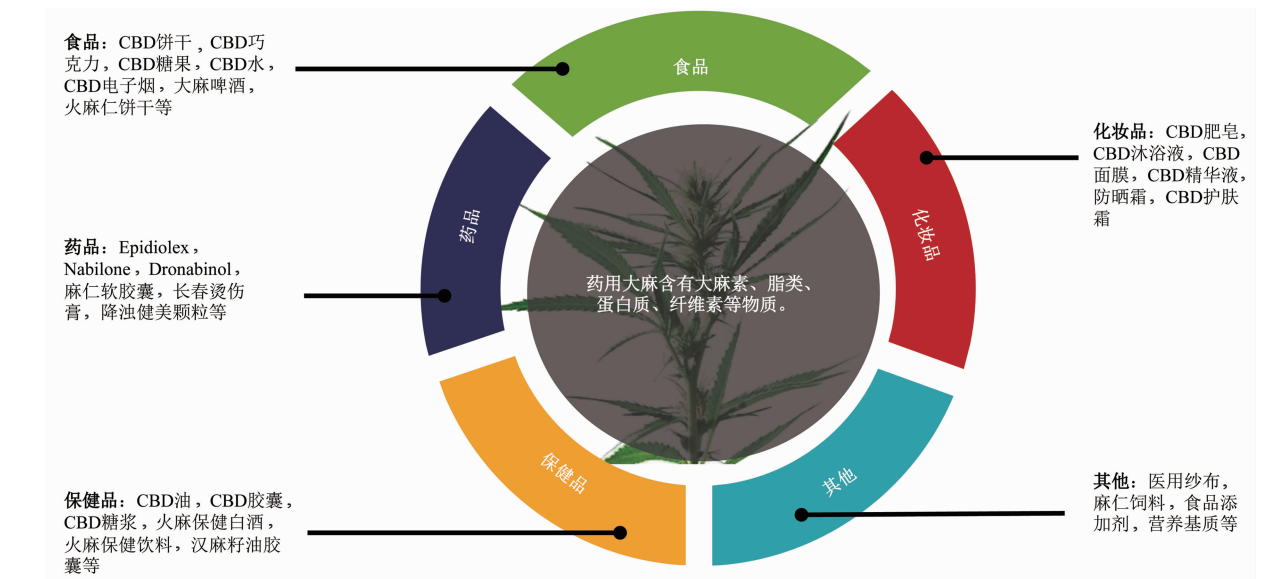 食品：CBD饼干，CBD巧
克力，CBD糖果，CBD水，
CBD电子烟，大麻啤酒，
火麻仁饼干等
食品
化妆品：CBD肥皂，
CBD沐浴液，CBD
面膜，CBD精华液，
防晒霜，CBD护肤
霜
化妆品
药品
药品：Epidiolex，
Nabilone，Dronabinol，
麻仁软胶囊，长春烫伤
膏，降浊健美颗粒等
药用大麻含有大麻素、脂类、
蛋白质、纤维素等物质。
保健品
保健品：CBD油，CBD胶囊，
CBD糖浆，火麻保健白酒，
火麻保健饮料，汉麻籽油胶
囊等
其他
其他：医用纱布，
麻仁饲料，食品添
加剂，营养基质等